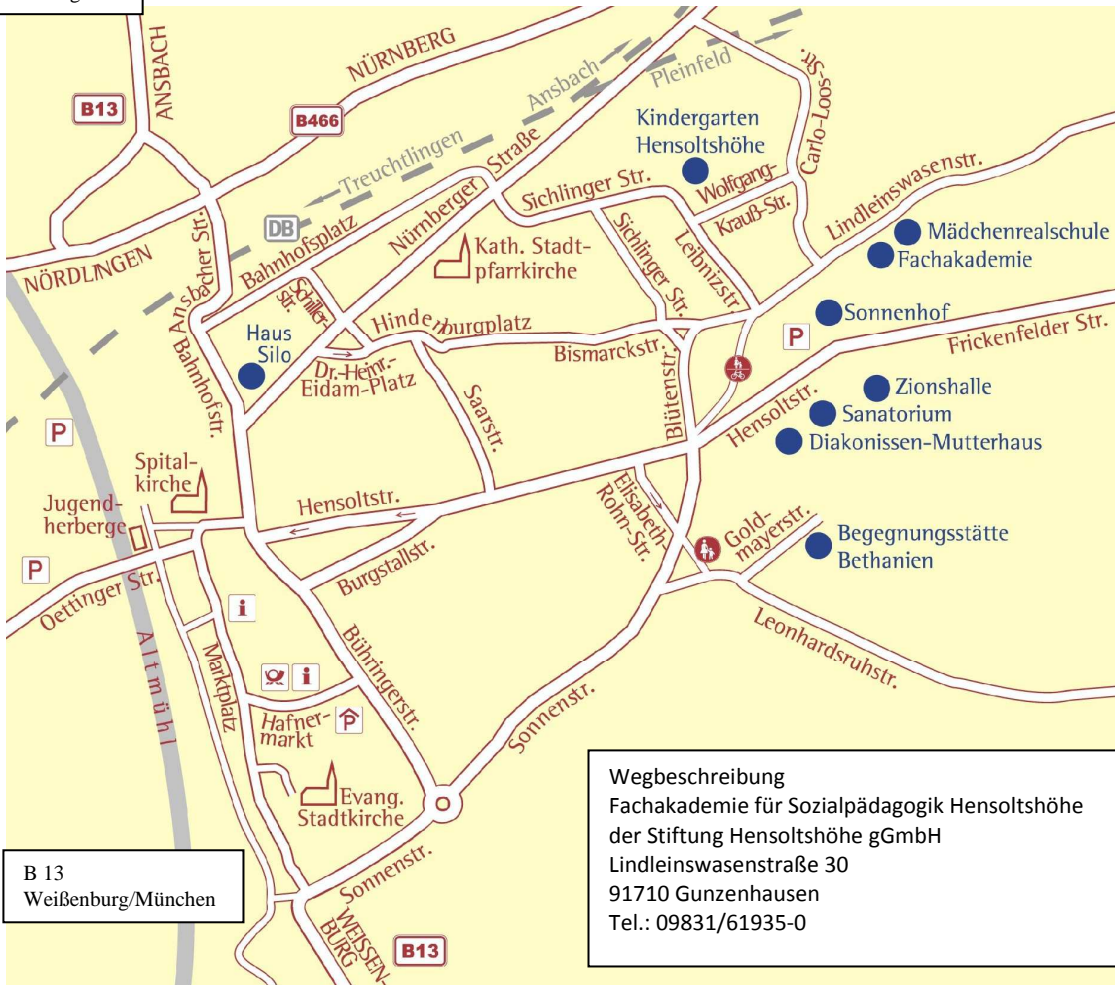 ANSBACH
NÜRNBERG
B13
B466
Ansbach
Pleinfeld
Treuchtlingen
DB
NÖRDLINGEN
Ansbacher Str.
Bahnhofsplatz
Nürnberger Straße
Kindergarten
Hensoltshöhe
Carlo-Loos-Str.
Wolfgang-
Krauß-Str.
Sichlinger Str.
Sichlinger Str.
Leibnizstr.
Lindleinswasenstr.
Mädchenrealschule
Fachakademie
Kath. Stadt-
pfarrkirche
Schiller-
str.
Haus
Silo
Hindenburgplatz
Dr.-Heinr.-
Eidam-Platz
Bahnhofstr.
Bismarckstr.
Sonnenhof
P
Frickenfelder Str.
Saarstr.
Blütenstr.
Hensoltstr.
Zionshalle
Sanatorium
Diakonissen-Mutterhaus
P
Spital-
kirche
Jugend-
herberge
Hensoltstr.
Elisabeth-
Rohn-Str.
Gold-
mayerstr.
Begegnungsstätte
Bethanien
P
Oettinger Str.
Burgstallstr.
i
Altmühl
Marktplatz
Bühringerstr.
Leonhardsruhstr.
i
Hafner-
markt
P
Sonnenstr.
Evang.
Stadtkirche
Sonnenstr.
B 13
Weißenburg/München
WEISSEN-
BURG
B13
Wegbeschreibung
Fachakademie für Sozialpädagogik Hensoltshöhe
der Stiftung Hensoltshöhe gGmbH
Lindleinswasenstraße 30
91710 Gunzenhausen
Tel.: 09831/61935-0